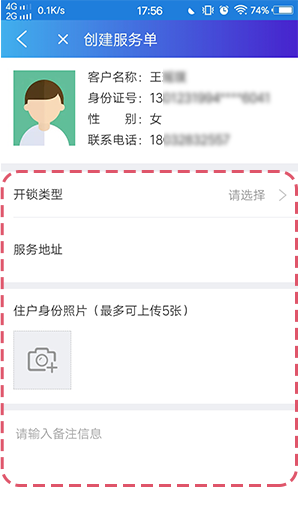 4G 2G 0.1K/s 17:56 74%
创建服务单
客户名称：王
身份证号：13
性 别：女
联系电话：18
开锁类型 请选择
服务地址
住户身份照片（最多可上传5张）
请输入备注信息